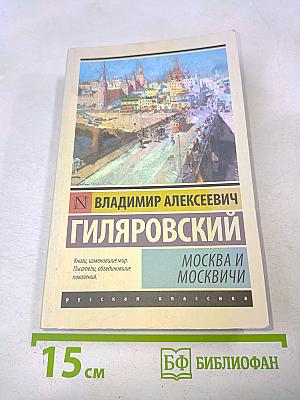 N ВЛАДИМИР АЛЕКСЕЕВИЧ
ГИЛЯРОВСКИЙ
Книги, изменившие мир.
Писатели, объединившие
поколения.
МОСКВА И
МОСКВИЧИ
русская классика
15 см
БФ БИБЛИОФАН